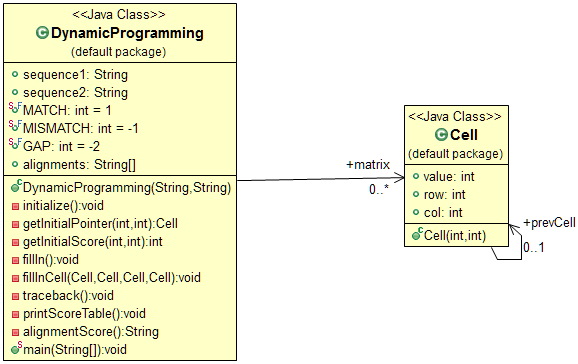 <<Java Class>>
DynamicProgramming
(default package)
sequence1: String
sequence2: String
MATCH: int = 1
MISMATCH: int = -1
GAP: int = -2
alignments: String[]
DynamicProgramming(String,String)
initialize():void
getInitialPointer(int,int):Cell
getInitialScore(int,int):int
fillIn():void
fillInCell(Cell,Cell,Cell,Cell):void
traceback():void
printScoreTable():void
alignmentScore():String
main(String[]):void
+matrix
0..*
<<Java Class>>
Cell
(default package)
value: int
row: int
col: int
Cell(int,int)
+prevCell
0..1